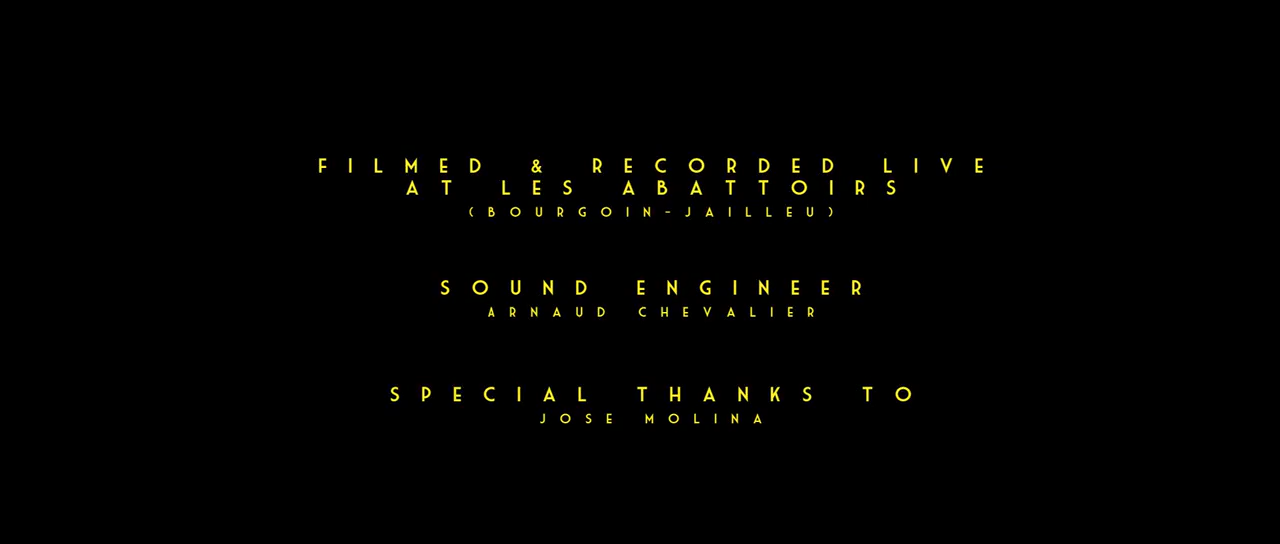 FILMED & RECORDED LIVE
AT LES ABATTOIRS
(BOURGOIN-JAILLEU)
SOUND ENGINEER
ARNAUD CHEVALIER
SPECIAL THANKS TO
JOSE MOLINA